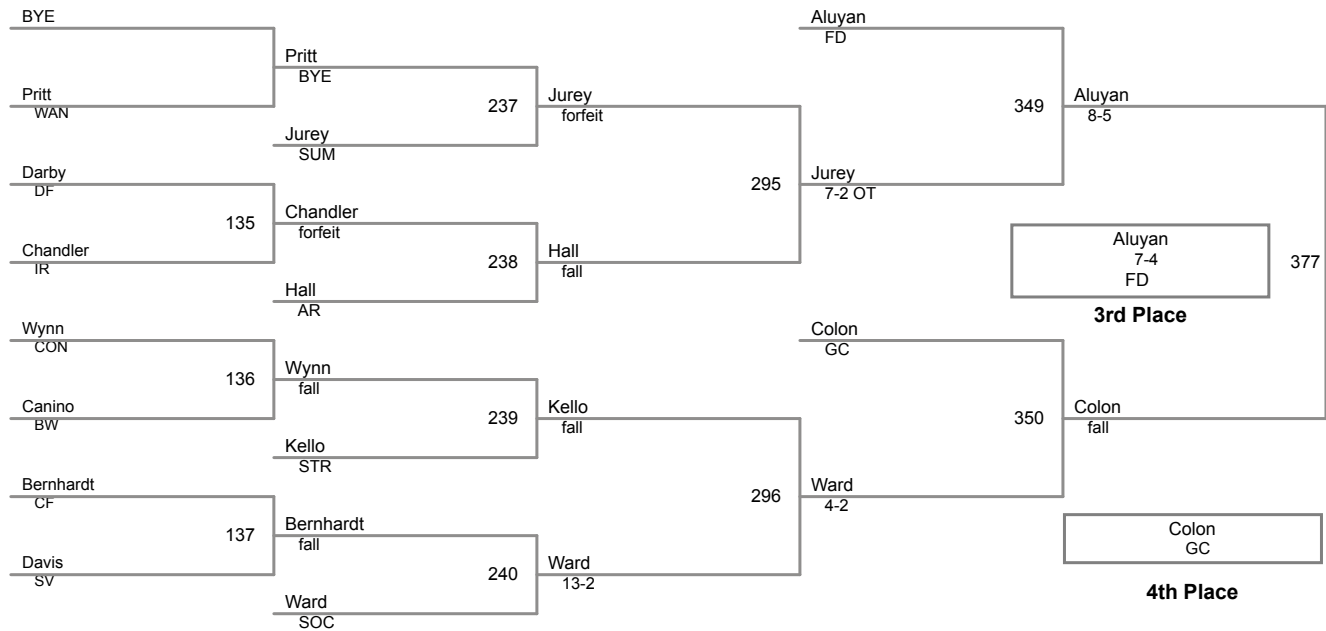 BYE
Pritt
WAN
Darby
DF
135
Chandler
IR
Wynn
CON
136
Canino
BW
Bernhardt
CF
137
Davis
SV
Pritt
BYE
237
Jurey
SUM
Chandler
forfeit
238
Hall
AR
Wynn
fall
239
Kello
STR
Bernhardt
fall
240
Ward
SOC
Jurey
forfeit
295
Hall
fall
Kello
fall
296
Ward
13-2
Aluyan
FD
349
Jurey
7-2 OT
Colon
GC
350
Ward
4-2
Aluyan
8-5
377
Colon
fall
Aluyan
7-4
FD
3rd Place
Colon
GC
4th Place